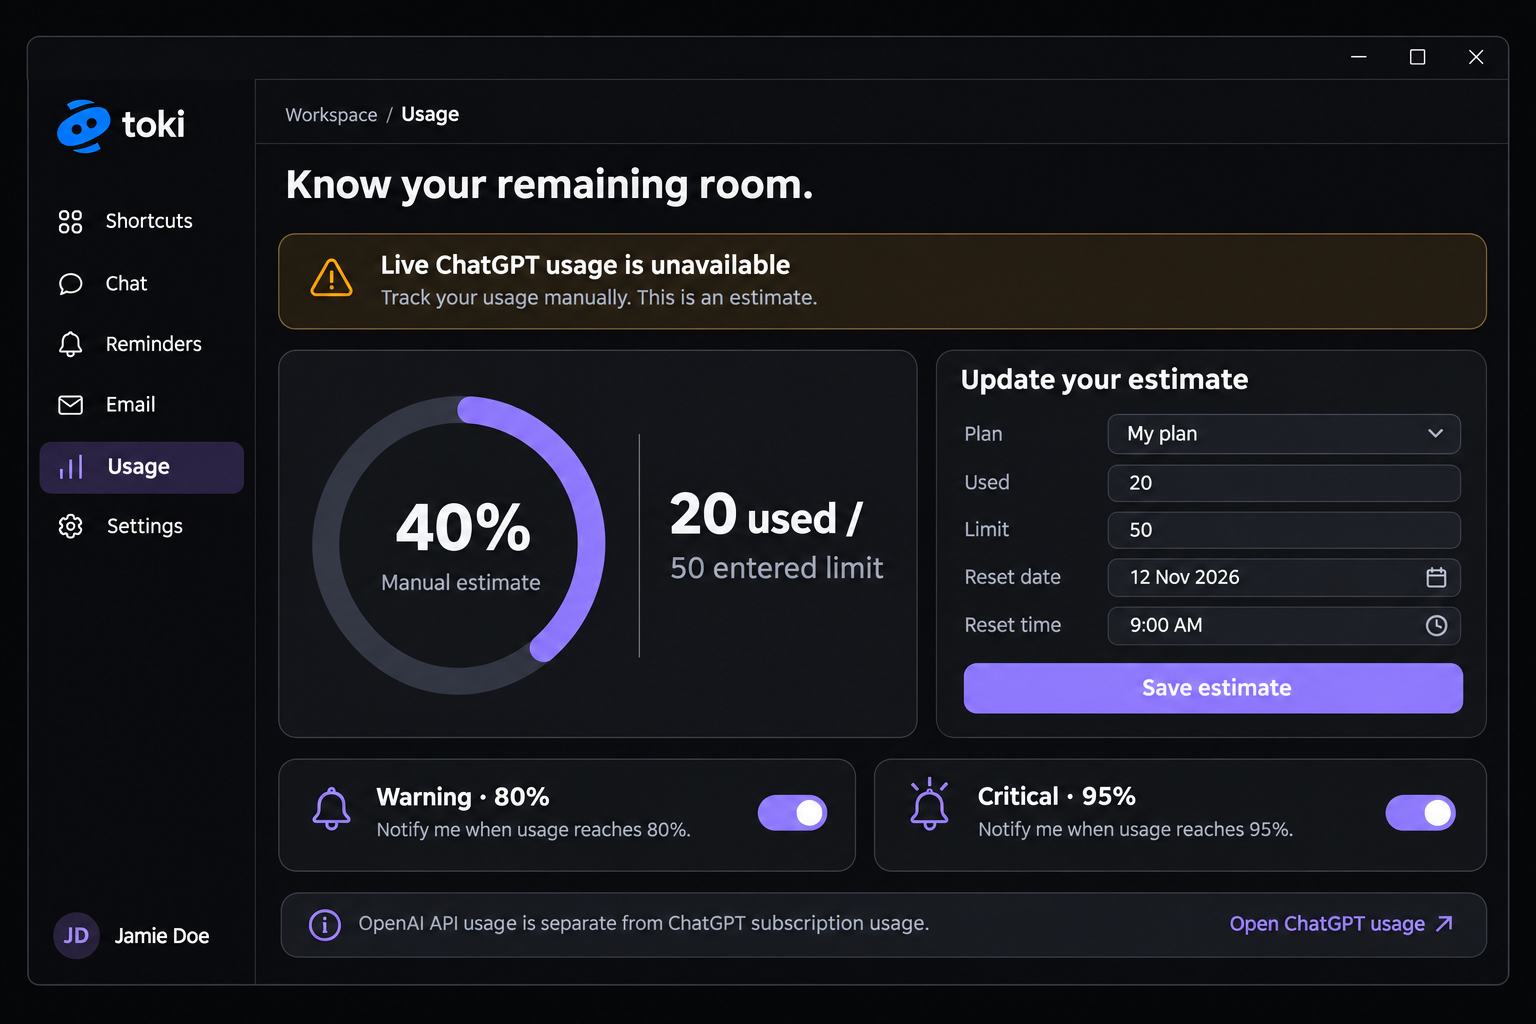 toki
Workspace / Usage
Shortcuts
Chat
Reminders
Email
Usage
Settings
JD Jamie Doe
Know your remaining room.
Live ChatGPT usage is unavailable
Track your usage manually. This is an estimate.
40%
Manual estimate
20 used /
50 entered limit
Update your estimate
Plan My plan
Used 20
Limit 50
Reset date 12 Nov 2026
Reset time 9:00 AM
Save estimate
Warning · 80%
Notify me when usage reaches 80%.
Critical · 95%
Notify me when usage reaches 95%.
OpenAI API usage is separate from ChatGPT subscription usage.
Open ChatGPT usage